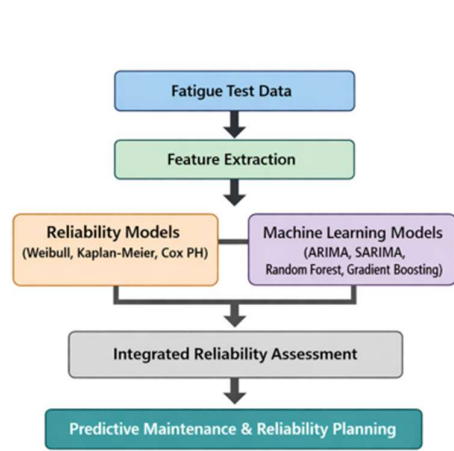 Fatigue Test Data
Feature Extraction
Reliability Models
(Weibull, Kaplan-Meier, Cox PH)
Machine Learning Models
(ARIMA, SARIMA,
Random Forest, Gradient Boosting)
Integrated Reliability Assessment
Predictive Maintenance & Reliability Planning